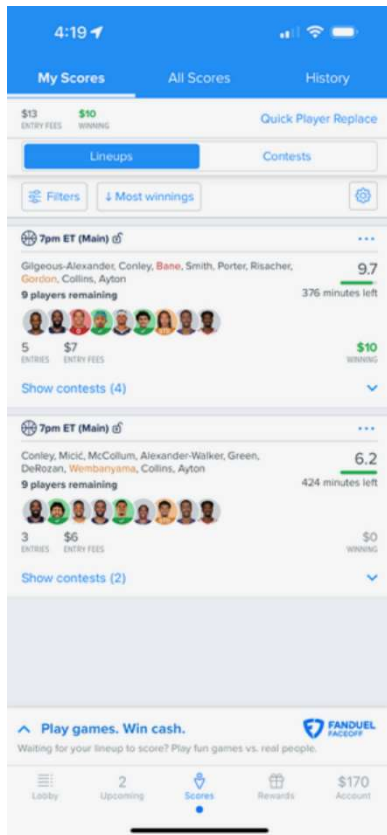 4:19
My Scores All Scores History
$13 $10 Quick Player Replace
ENTRY FEES WINNING
Lineups Contests
Filters ↓ Most winnings
7pm ET (Main)
Gilgeous-Alexander, Conley, Bane, Smith, Porter, Risacher, 9.7
Gordon, Collins, Ayton
9 players remaining 376 minutes left
5 $7 $10
ENTRIES ENTRY FEES WINNING
Show contests (4)
7pm ET (Main)
Conley, Micić, McCollum, Alexander-Walker, Green, 6.2
DeRozan, Wembanyama, Collins, Ayton
9 players remaining 424 minutes left
3 $6 $0
ENTRIES ENTRY FEES WINNING
Show contests (2)
Play games. Win cash. FANDUEL
FACEOFF
Waiting for your lineup to score? Play fun games vs. real people.
2 $170
Lobby Upcoming Scores Rewards Account